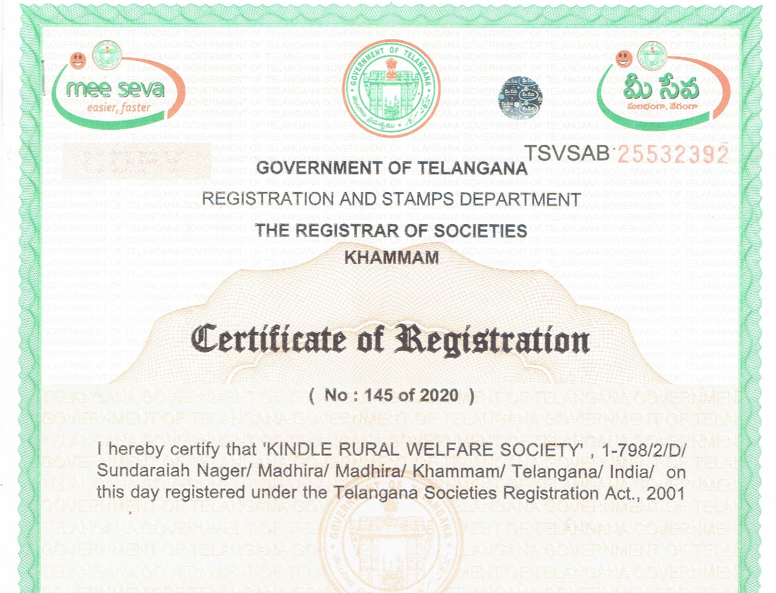 mee seva
easier, faster
GOVERNMENT OF TELANGANA
మీ సేవ
సులభంగా, వేగంగా
TSVSAB 25532392
GOVERNMENT OF TELANGANA
REGISTRATION AND STAMPS DEPARTMENT
THE REGISTRAR OF SOCIETIES
KHAMMAM
Certificate of Registration
( No : 145 of 2020 )
I hereby certify that 'KINDLE RURAL WELFARE SOCIETY' , 1-798/2/D/
Sundaraiah Nager/ Madhira/ Madhira/ Khammam/ Telangana/ India/ on
this day registered under the Telangana Societies Registration Act., 2001